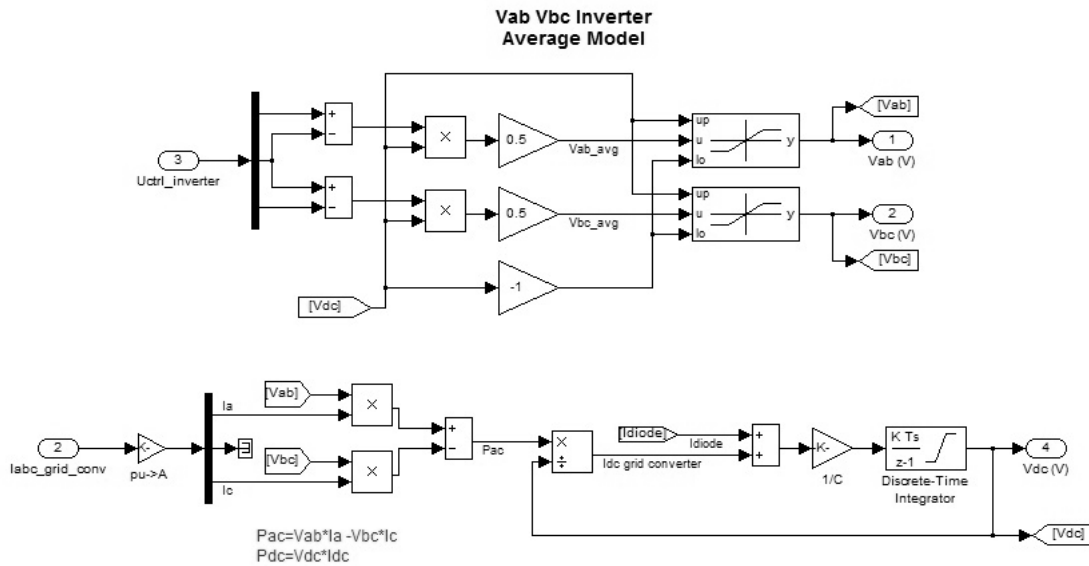 Vab Vbc Inverter
Average Model
[Vab]
+
−
×
0.5
Vab_avg
up
u
lo
y
1
Vab (V)
3
Uctrl_inverter
+
−
×
0.5
Vbc_avg
up
u
lo
y
2
Vbc (V)
[Vbc]
[Vdc]
-1
[Vab]
×
Ia
2
Iabc_grid_conv
K-
pu->A
[Vbc]
×
Ic
+
−
Pac
×
÷
[Idiode]
Idiode
Idc grid converter
+
+
K-
1/C
K Ts
z-1
Discrete-Time
Integrator
4
Vdc (V)
[Vdc]
Pac=Vab*Ia -Vbc*Ic
Pdc=Vdc*Idc